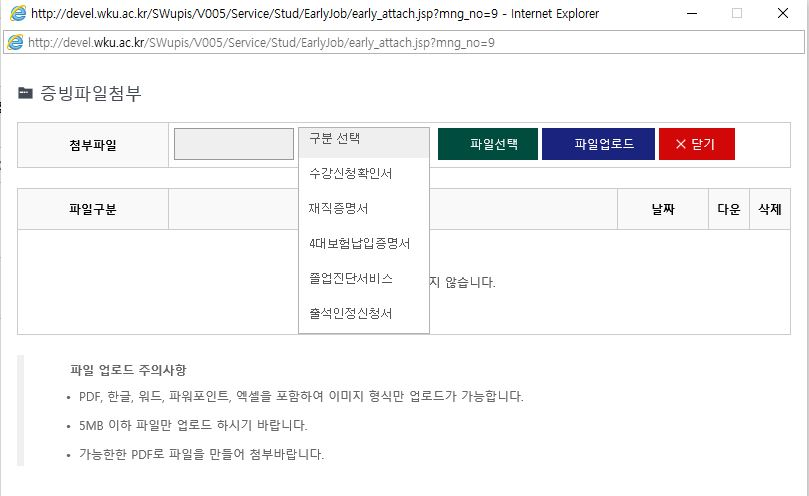 http://devel.wku.ac.kr/SWupis/V005/Service/Stud/EarlyJob/early_attach.jsp?mng_no=9 - Internet Explorer
http://devel.wku.ac.kr/SWupis/V005/Service/Stud/EarlyJob/early_attach.jsp?mng_no=9
증빙파일첨부
첨부파일 구분 선택 파일선택 파일업로드 × 닫기
수강신청확인서
재직증명서
4대보험납입증명서
졸업진단서비스
출석인정신청서
파일구분 날짜 다운 삭제
지 않습니다.
파일 업로드 주의사항
• PDF, 한글, 워드, 파워포인트, 엑셀을 포함하여 이미지 형식만 업로드가 가능합니다.
• 5MB 이하 파일만 업로드 하시기 바랍니다.
• 가능한한 PDF로 파일을 만들어 첨부바랍니다.